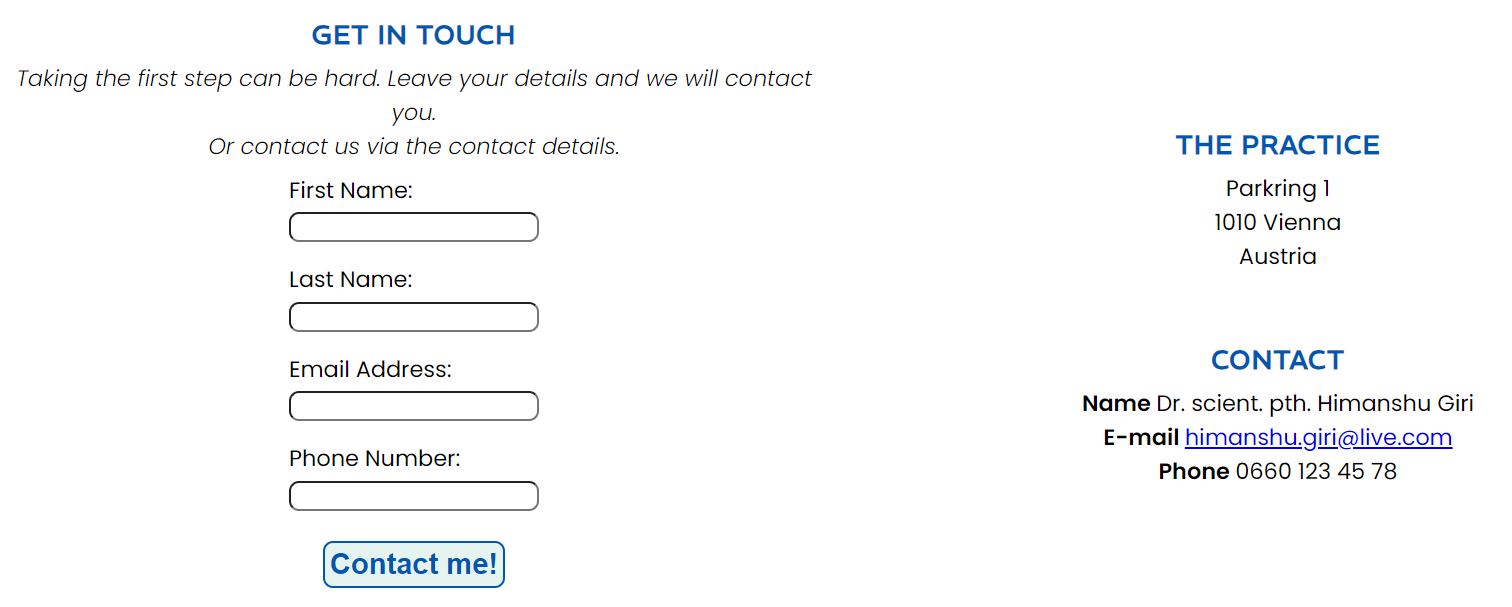 GET IN TOUCH
Taking the first step can be hard. Leave your details and we will contact
you.
Or contact us via the contact details.
First Name:
Last Name:
Email Address:
Phone Number:
Contact me!
THE PRACTICE
Parkring 1
1010 Vienna
Austria
CONTACT
Name Dr. scient. pth. Himanshu Giri
E-mail himanshu.giri@live.com
Phone 0660 123 45 78